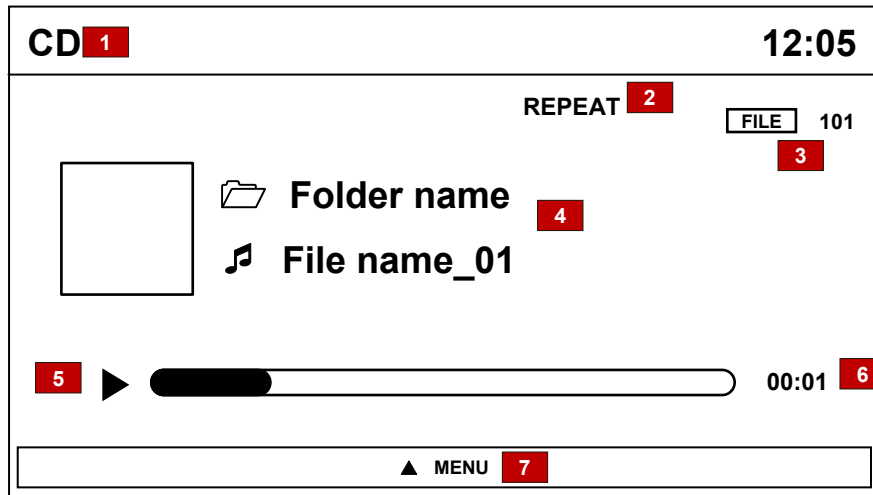 CD 1 12:05
REPEAT 2
FILE 101
3
Folder name
4
File name_01
5 00:01 6
▲ MENU 7